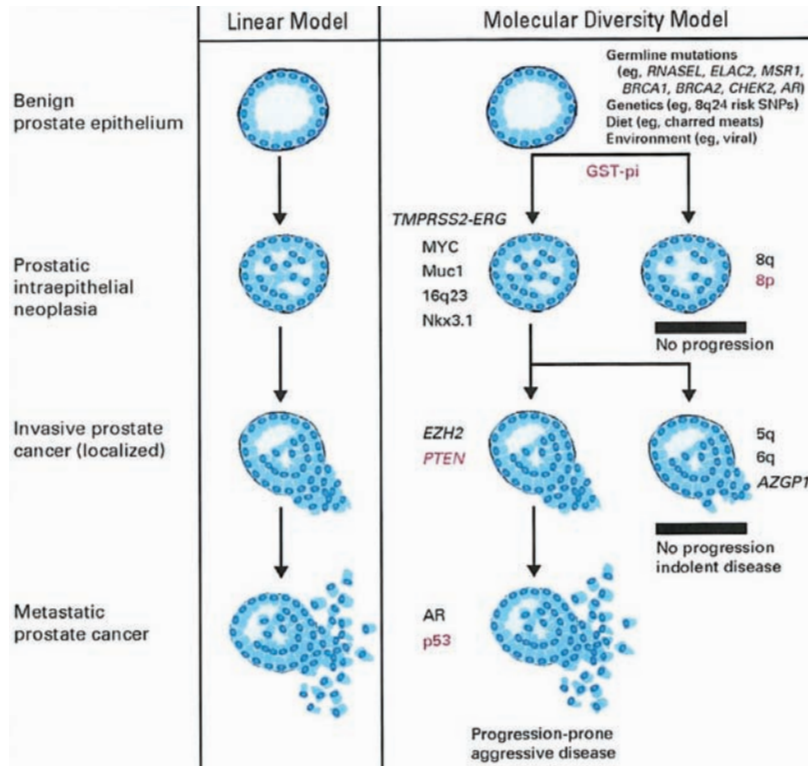 Linear Model
Molecular Diversity Model
Benign
prostate epithelium
Germline mutations
(eg, RNASEL, ELAC2, MSR1,
BRCA1, BRCA2, CHEK2, AR)
Genetics (eg, 8q24 risk SNPs)
Diet (eg, charred meats)
Environment (eg, viral)
GST-pi
Prostatic
intraepithelial
neoplasia
TMPRSS2-ERG
MYC
Muc1
16q23
Nkx3.1
8q
8p
No progression
Invasive prostate
cancer (localized)
EZH2
PTEN
5q
6q
AZGP1
No progression
indolent disease
Metastatic
prostate cancer
AR
p53
Progression-prone
aggressive disease